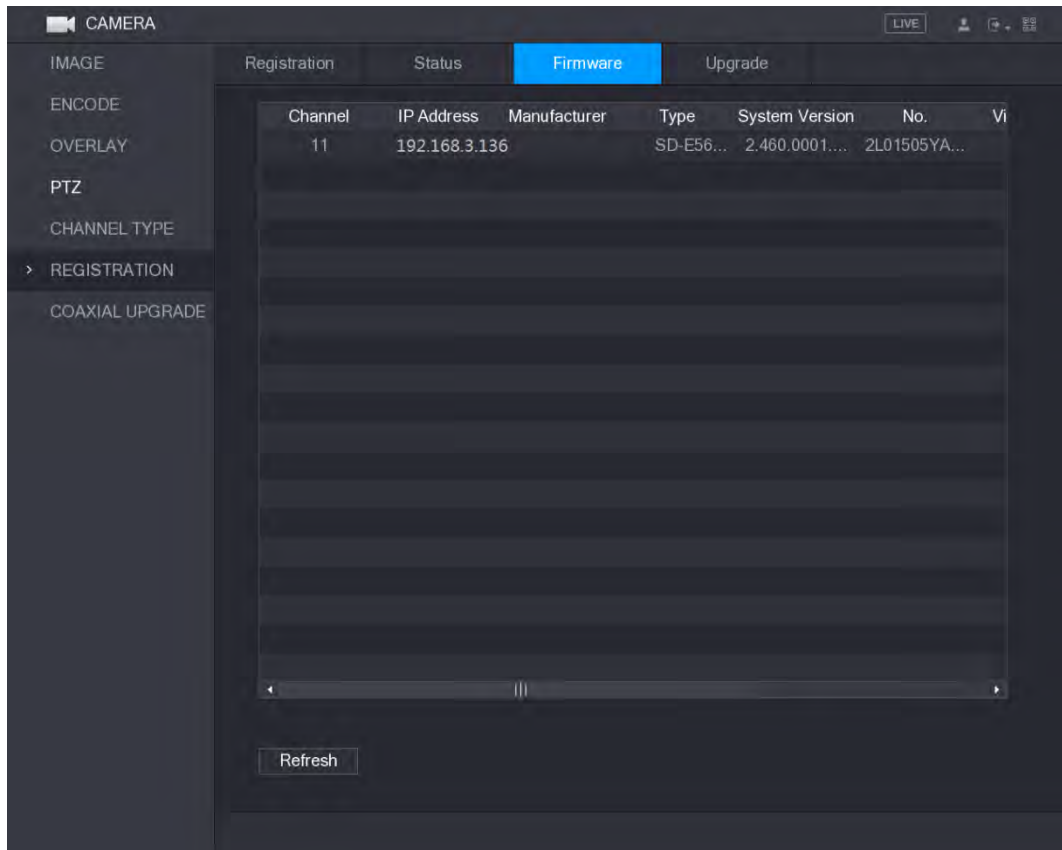 CAMERA
LIVE
IMAGE
ENCODE
OVERLAY
PTZ
CHANNEL TYPE
REGISTRATION
COAXIAL UPGRADE
Registration Status Firmware Upgrade
Channel IP Address Manufacturer Type System Version No. Vi
11 192.168.3.136 SD-E56... 2.460.0001.... 2L01505YA...
Refresh